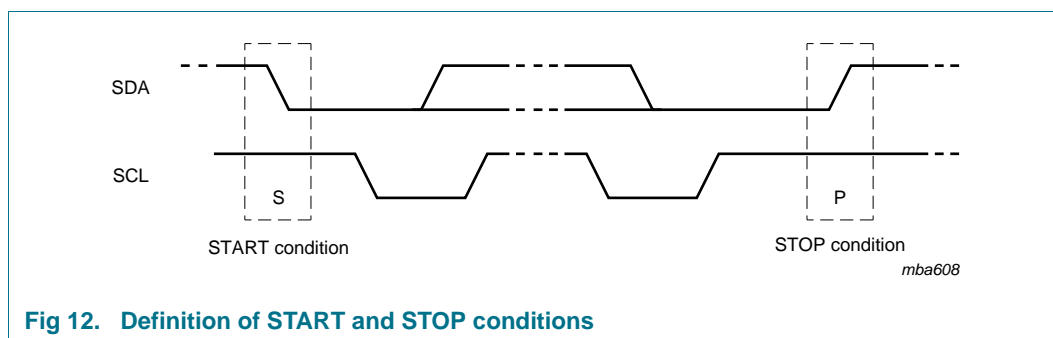 SDA
SCL
S
P
START condition
STOP condition
mba608
Fig 12. Definition of START and STOP conditions